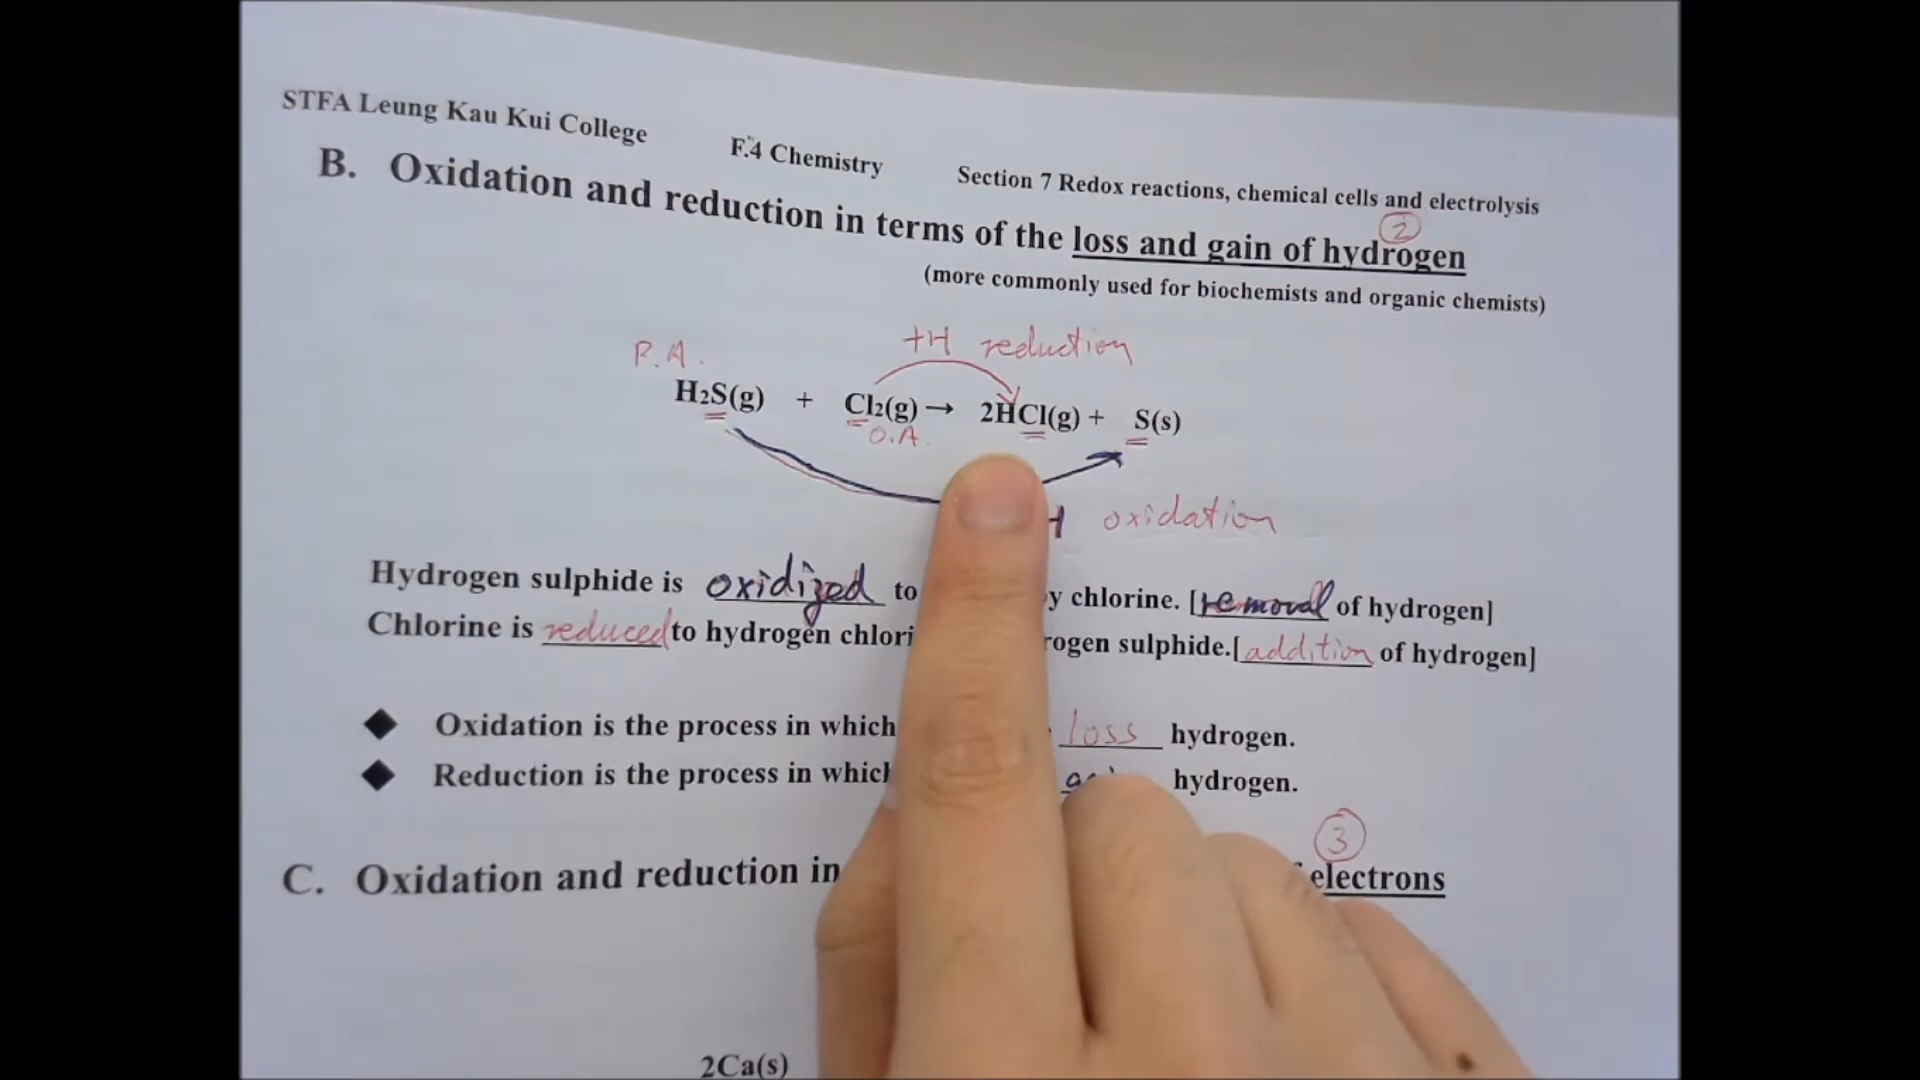 STFA Leung Kau Kui College F.4 Chemistry Section 7 Redox reactions, chemical cells and electrolysis
B. Oxidation and reduction in terms of the loss and gain of hydrogen
2
(more commonly used for biochemists and organic chemists)
+H reduction
R.A.
H2S(g) + Cl2(g) → 2HCl(g) + S(s)
O.A.
H oxidation
Hydrogen sulphide is oxidized to y chlorine. [removal of hydrogen]
Chlorine is reduced to hydrogen chlori rogen sulphide.[addition of hydrogen]
◆ Oxidation is the process in which loss hydrogen.
◆ Reduction is the process in which hydrogen.
3
C. Oxidation and reduction in electrons
2Ca(s)